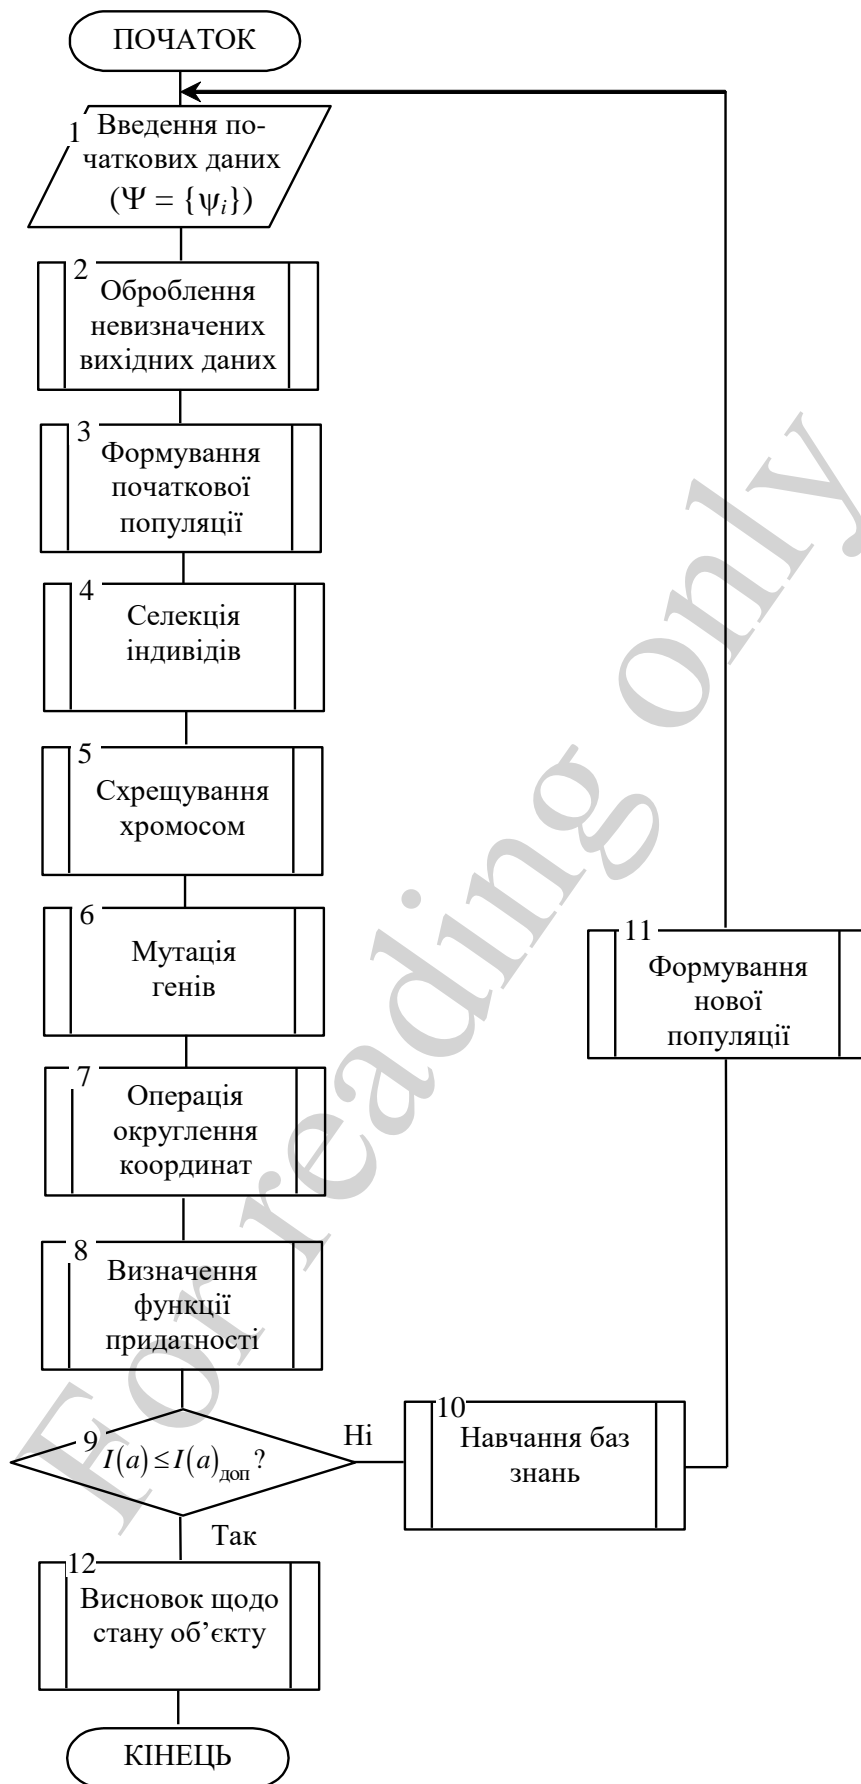 ПОЧАТОК
1
Введення по-
чаткових даних
(Ψ = {ψi})
2
Оброблення
невизначених
вихідних даних
3
Формування
початкової
популяції
4
Селекція
індивідів
5
Схрещування
хромосом
6
Мутація
генів
7
Операція
округлення
координат
8
Визначення
функції
придатності
9
I(a) ≤ I(a)доп ?
Ні
10
Навчання баз
знань
11
Формування
нової
популяції
Так
12
Висновок щодо
стану об’єкту
КІНЕЦЬ
For reading only